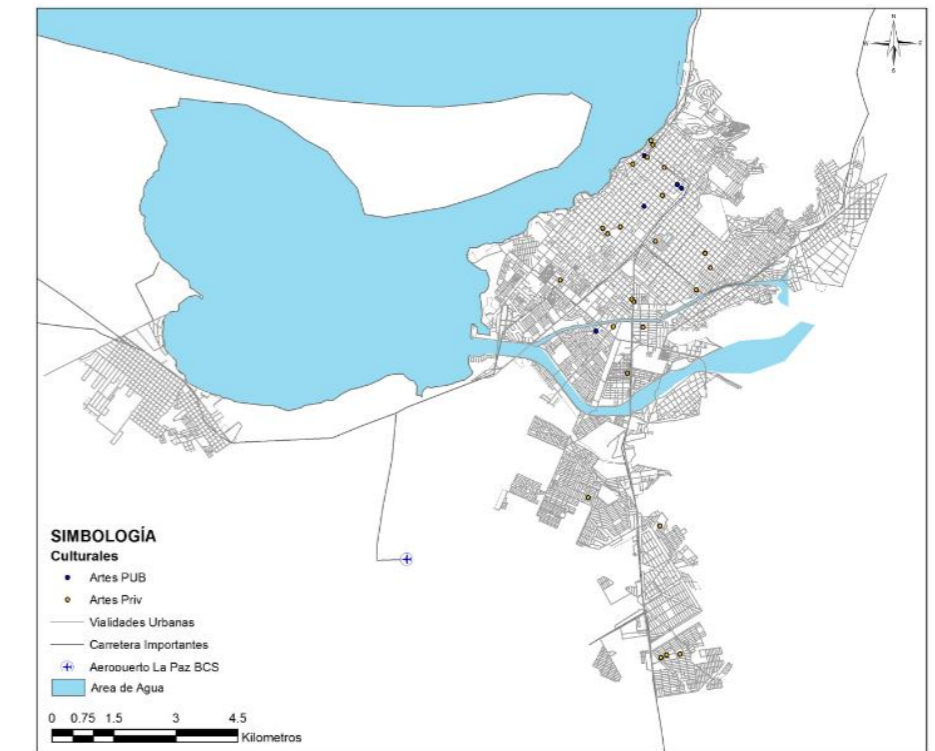 N
W E
S
SIMBOLOGÍA
Culturales
Artes PUB
Artes Priv
Vialidades Urbanas
Carretera Importantes
Aeropuerto La Paz BCS
Area de Agua
0 0.75 1.5 3 4.5
Kilometros